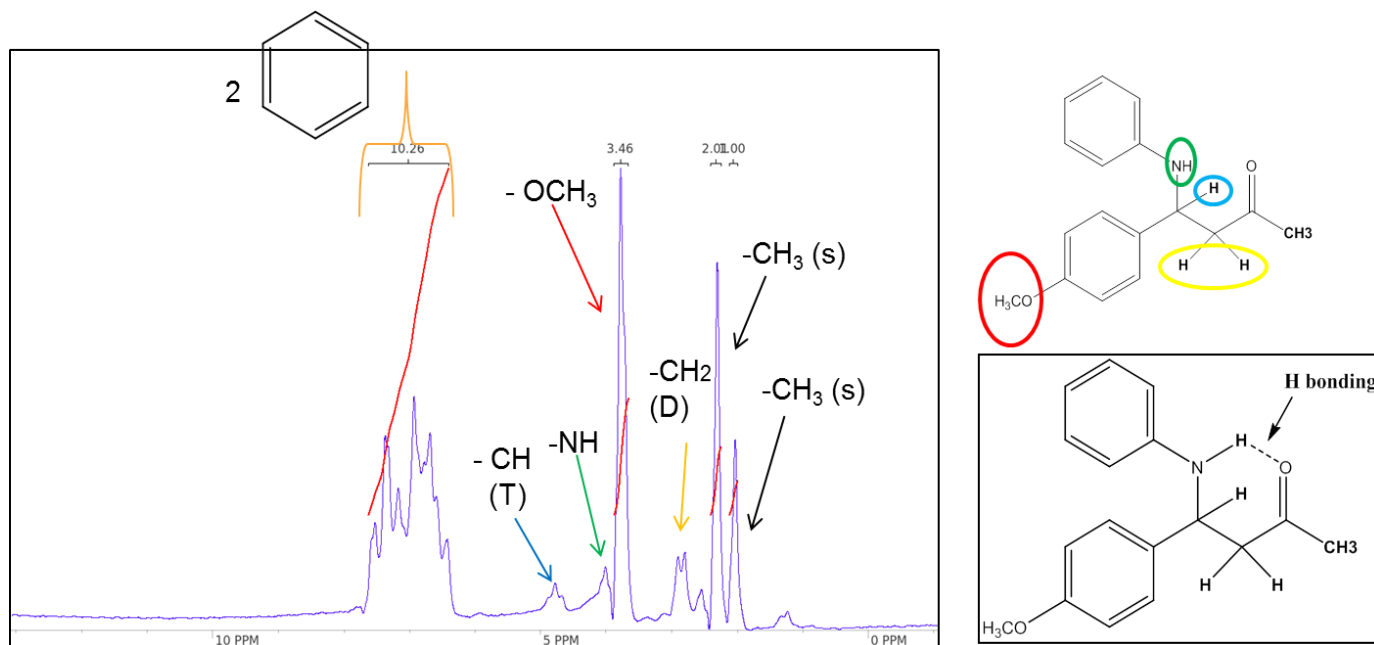 2
10.26
3.46
2.01
1.00
- OCH3
-CH3 (s)
-CH2
(D)
-CH3 (s)
-NH
- CH
(T)
10 PPM
5 PPM
0 PPM
NH
H
O
CH3
H
H
H3CO
H bonding
H
N
O
H
CH3
H
H
H3CO